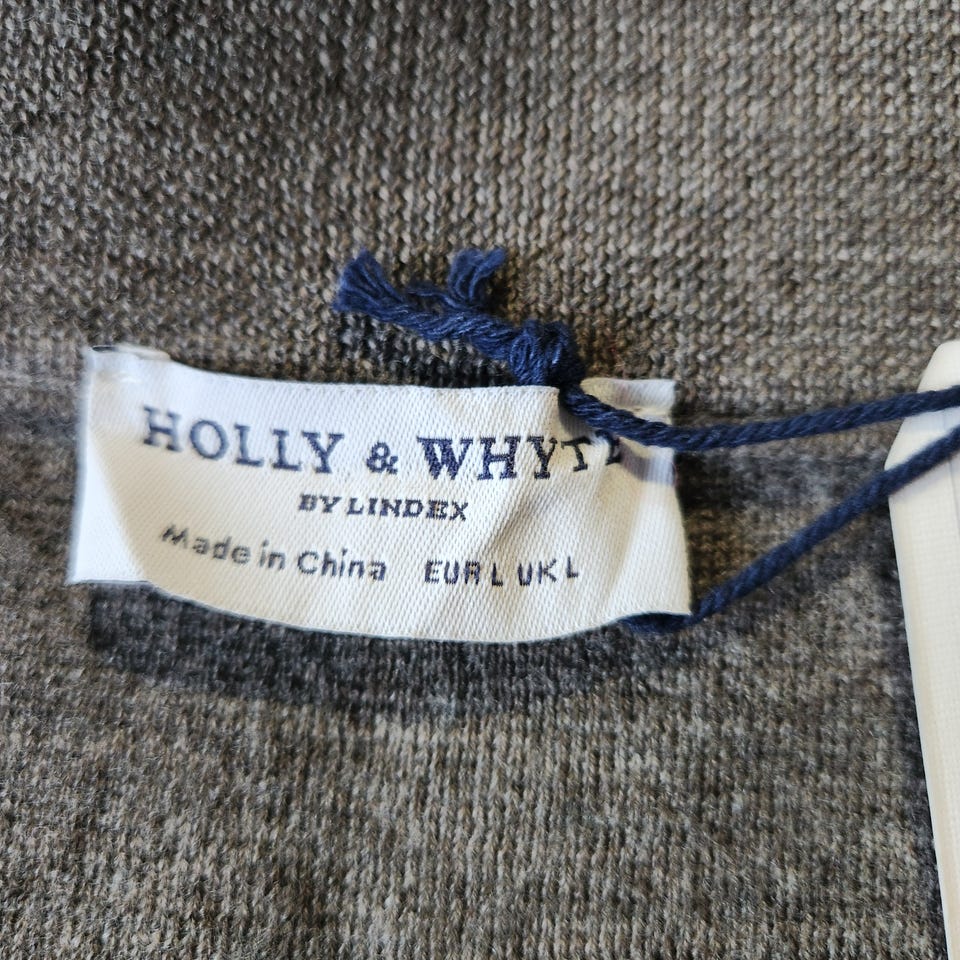 HOLLY & WHYTE
BY LINDEX
Made in China EUR L UK L